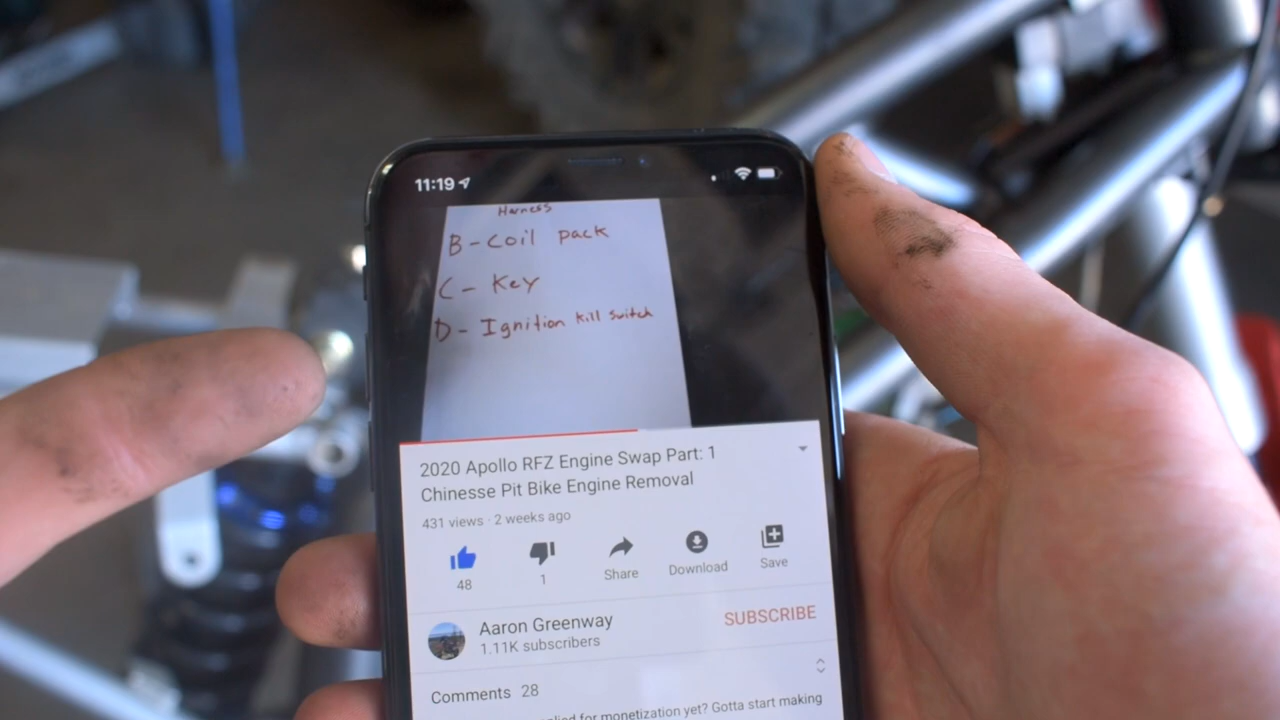 11:19
Harness
B-Coil pack
C- Key
D- Ignition Kill Switch
2020 Apollo RFZ Engine Swap Part: 1
Chinesse Pit Bike Engine Removal
431 views · 2 weeks ago
48
1
Share
Download
Save
Aaron Greenway
SUBSCRIBE
1.11K subscribers
Comments 28
for monetization yet? Gotta start making